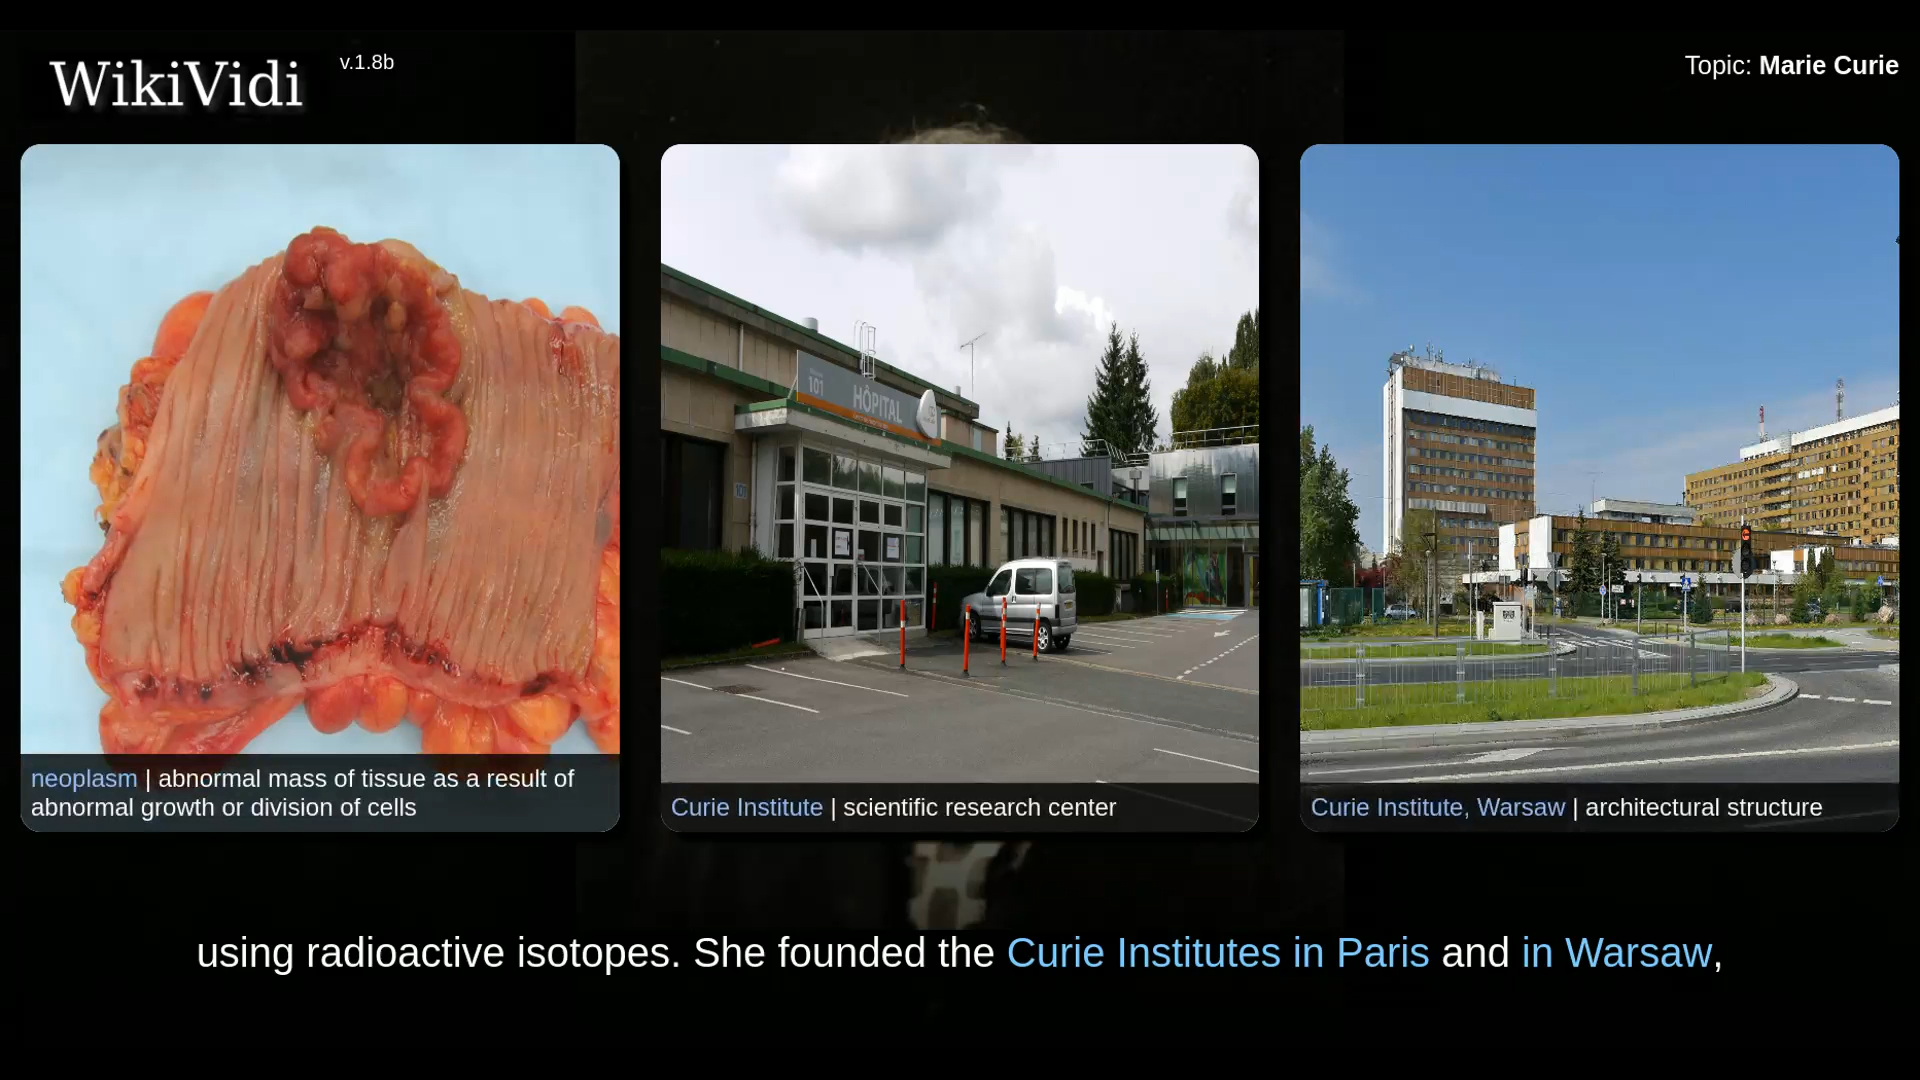 WikiVidi
v.1.8b
Topic: Marie Curie
101
HÔPITAL
neoplasm | abnormal mass of tissue as a result of
abnormal growth or division of cells
Curie Institute | scientific research center
Curie Institute, Warsaw | architectural structure
using radioactive isotopes. She founded the Curie Institutes in Paris and in Warsaw,